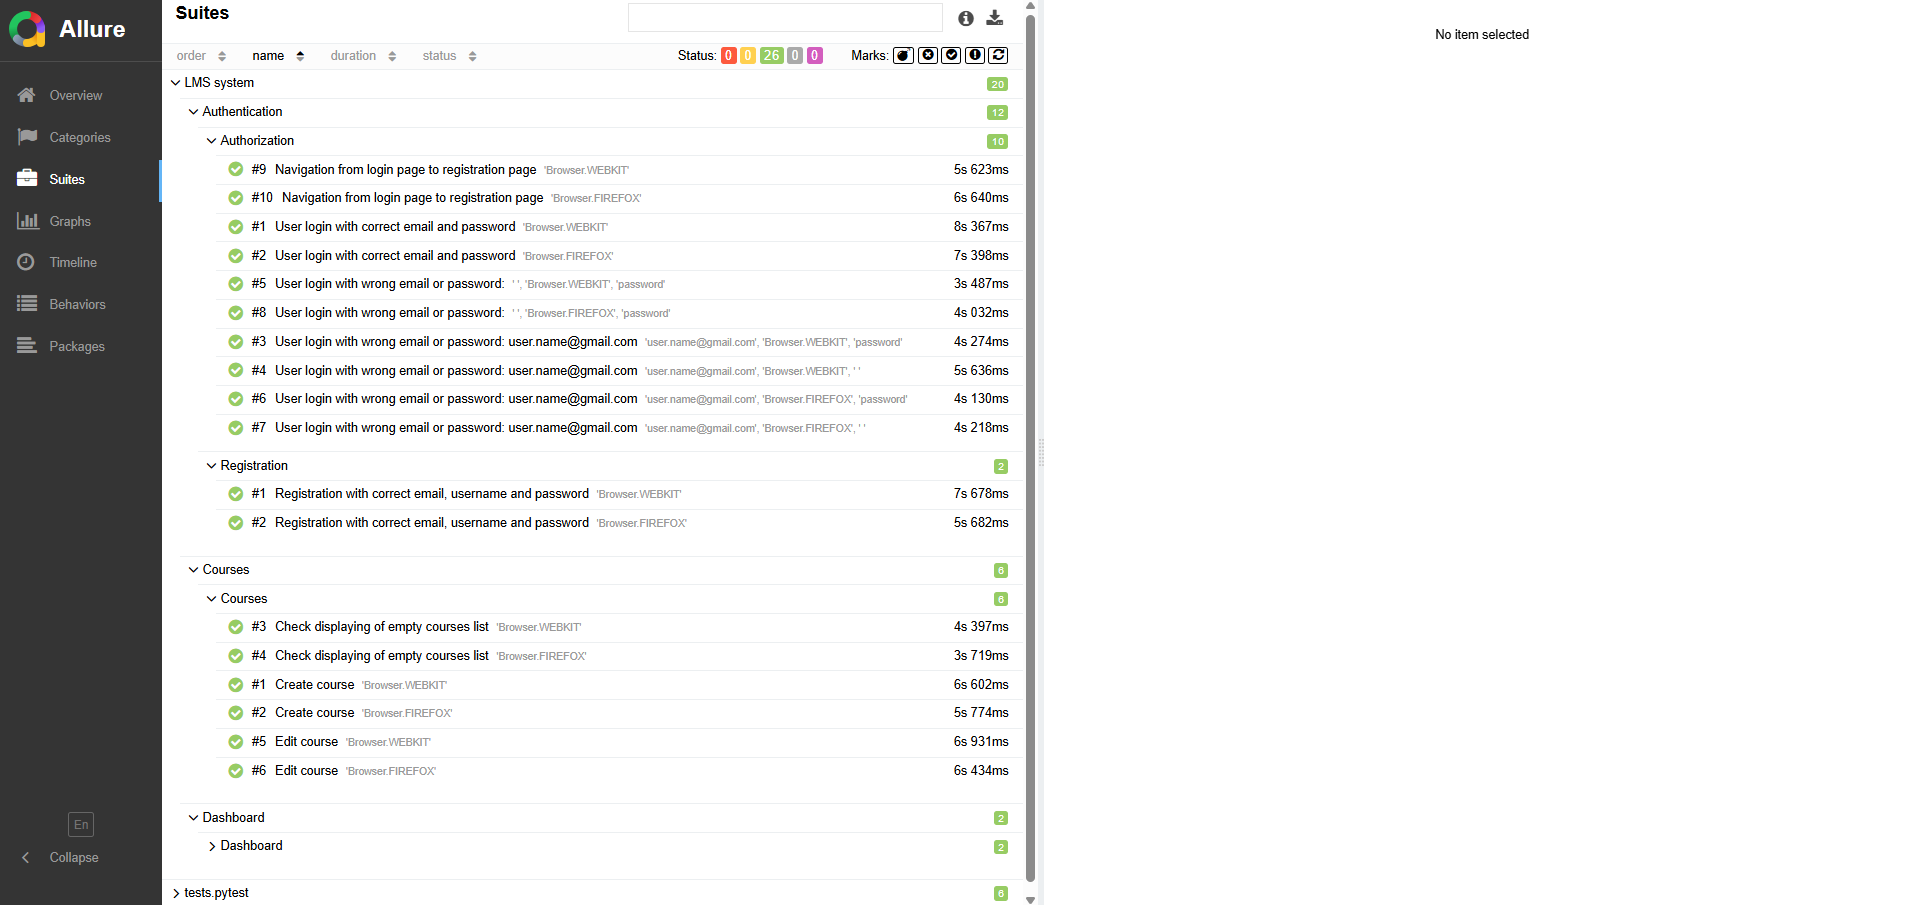 Allure
Overview
Categories
Suites
Graphs
Timeline
Behaviors
Packages
En
Collapse
Suites
order name duration status Status: 0 0 26 0 0 Marks:
LMS system 20
Authentication 12
Authorization 10
#9 Navigation from login page to registration page 'Browser.WEBKIT' 5s 623ms
#10 Navigation from login page to registration page 'Browser.FIREFOX' 6s 640ms
#1 User login with correct email and password 'Browser.WEBKIT' 8s 367ms
#2 User login with correct email and password 'Browser.FIREFOX' 7s 398ms
#5 User login with wrong email or password: ' ', 'Browser.WEBKIT', 'password' 3s 487ms
#8 User login with wrong email or password: ' ', 'Browser.FIREFOX', 'password' 4s 032ms
#3 User login with wrong email or password: user.name@gmail.com 'user.name@gmail.com', 'Browser.WEBKIT', 'password' 4s 274ms
#4 User login with wrong email or password: user.name@gmail.com 'user.name@gmail.com', 'Browser.WEBKIT', ' ' 5s 636ms
#6 User login with wrong email or password: user.name@gmail.com 'user.name@gmail.com', 'Browser.FIREFOX', 'password' 4s 130ms
#7 User login with wrong email or password: user.name@gmail.com 'user.name@gmail.com', 'Browser.FIREFOX', ' ' 4s 218ms
Registration 2
#1 Registration with correct email, username and password 'Browser.WEBKIT' 7s 678ms
#2 Registration with correct email, username and password 'Browser.FIREFOX' 5s 682ms
Courses 6
Courses 6
#3 Check displaying of empty courses list 'Browser.WEBKIT' 4s 397ms
#4 Check displaying of empty courses list 'Browser.FIREFOX' 3s 719ms
#1 Create course 'Browser.WEBKIT' 6s 602ms
#2 Create course 'Browser.FIREFOX' 5s 774ms
#5 Edit course 'Browser.WEBKIT' 6s 931ms
#6 Edit course 'Browser.FIREFOX' 6s 434ms
Dashboard 2
Dashboard 2
tests.pytest 6
No item selected